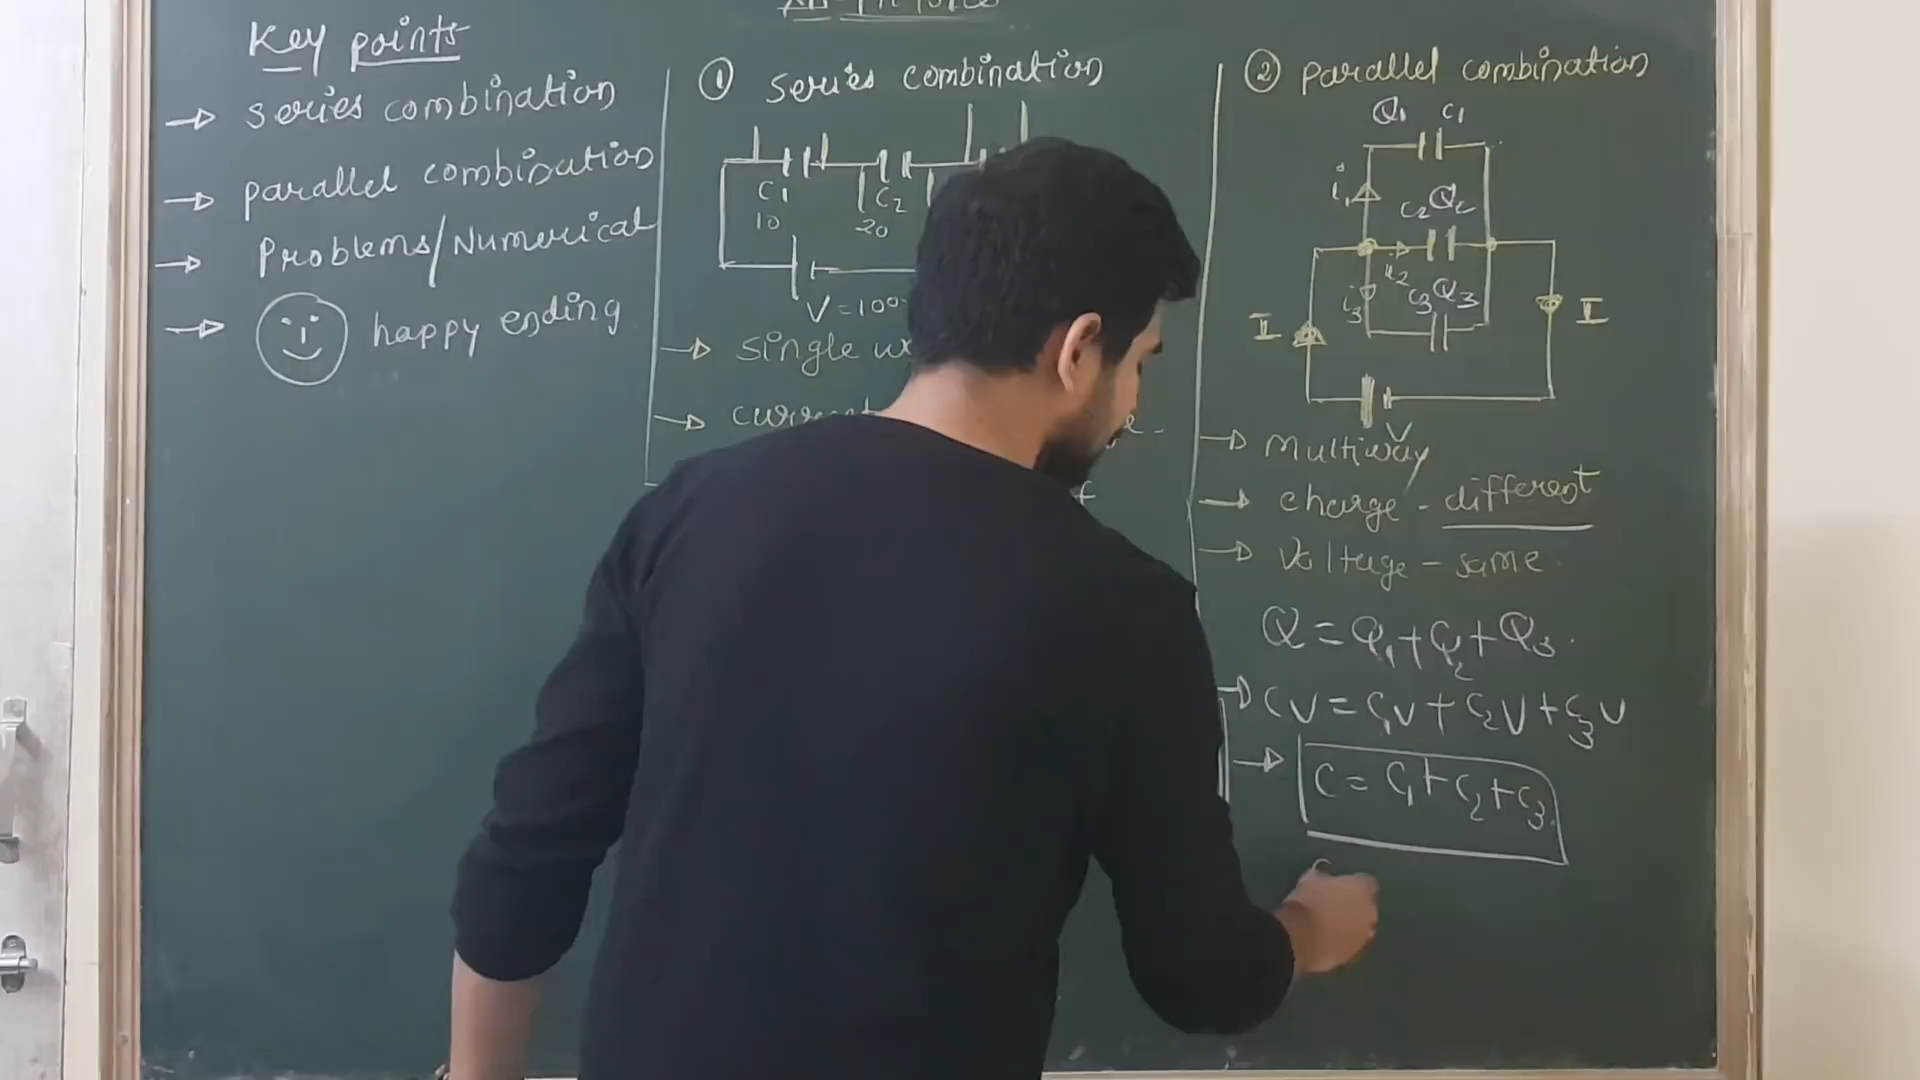 Key points
→ series combination
→ parallel combination
→ Problems/Numerical
→ happy ending
① series combination
C1 C2
10 20
V = 100
→ single
→ current
② parallel combination
Q1 C1
i1
C2 Q2
i2
i3 C3 Q3
I I
V
→ Multiway
→ charge - different
→ Voltage - same
Q = Q1 + Q2 + Q3.
→ CV = C1V + C2V + C3V
→ C = C1 + C2 + C3.